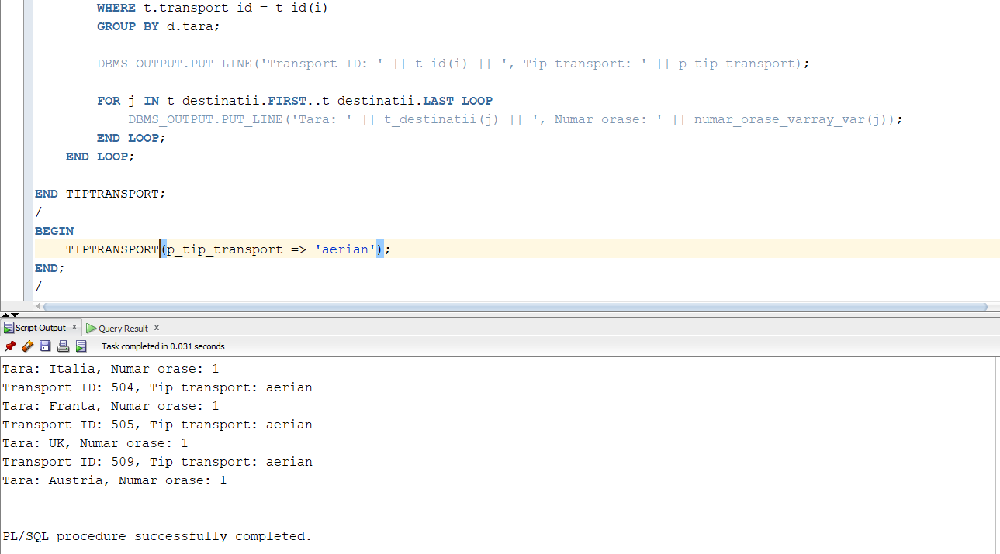 WHERE t.transport_id = t_id(i)
GROUP BY d.tara;
DBMS_OUTPUT.PUT_LINE('Transport ID: ' || t_id(i) || ', Tip transport: ' || p_tip_transport);
FOR j IN t_destinatii.FIRST..t_destinatii.LAST LOOP
DBMS_OUTPUT.PUT_LINE('Tara: ' || t_destinatii(j) || ', Numar orase: ' || numar_orase_varray_var(j));
END LOOP;
END LOOP;
END TIPTRANSPORT;
/
BEGIN
TIPTRANSPORT(p_tip_transport => 'aerian');
END;
/
Script Output x Query Result x
Task completed in 0.031 seconds
Tara: Italia, Numar orase: 1
Transport ID: 504, Tip transport: aerian
Tara: Franta, Numar orase: 1
Transport ID: 505, Tip transport: aerian
Tara: UK, Numar orase: 1
Transport ID: 509, Tip transport: aerian
Tara: Austria, Numar orase: 1
PL/SQL procedure successfully completed.